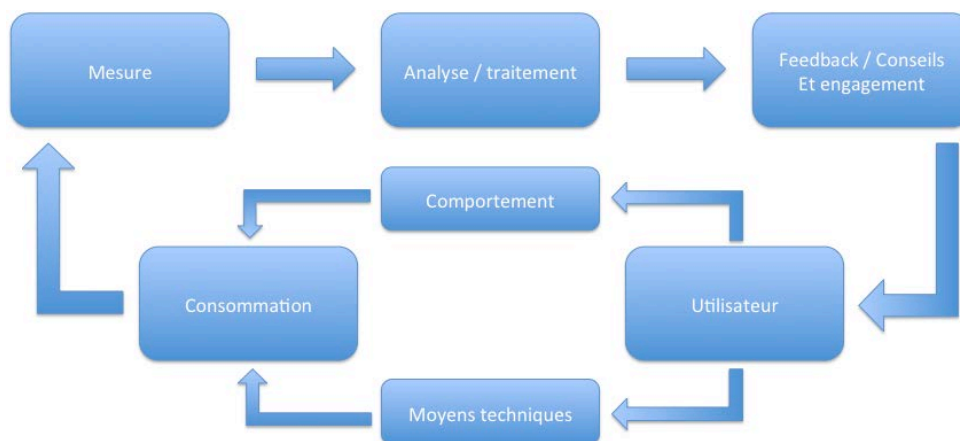 Mesure
Analyse / traitement
Feedback / Conseils
Et engagement
Comportement
Consommation
Utilisateur
Moyens techniques